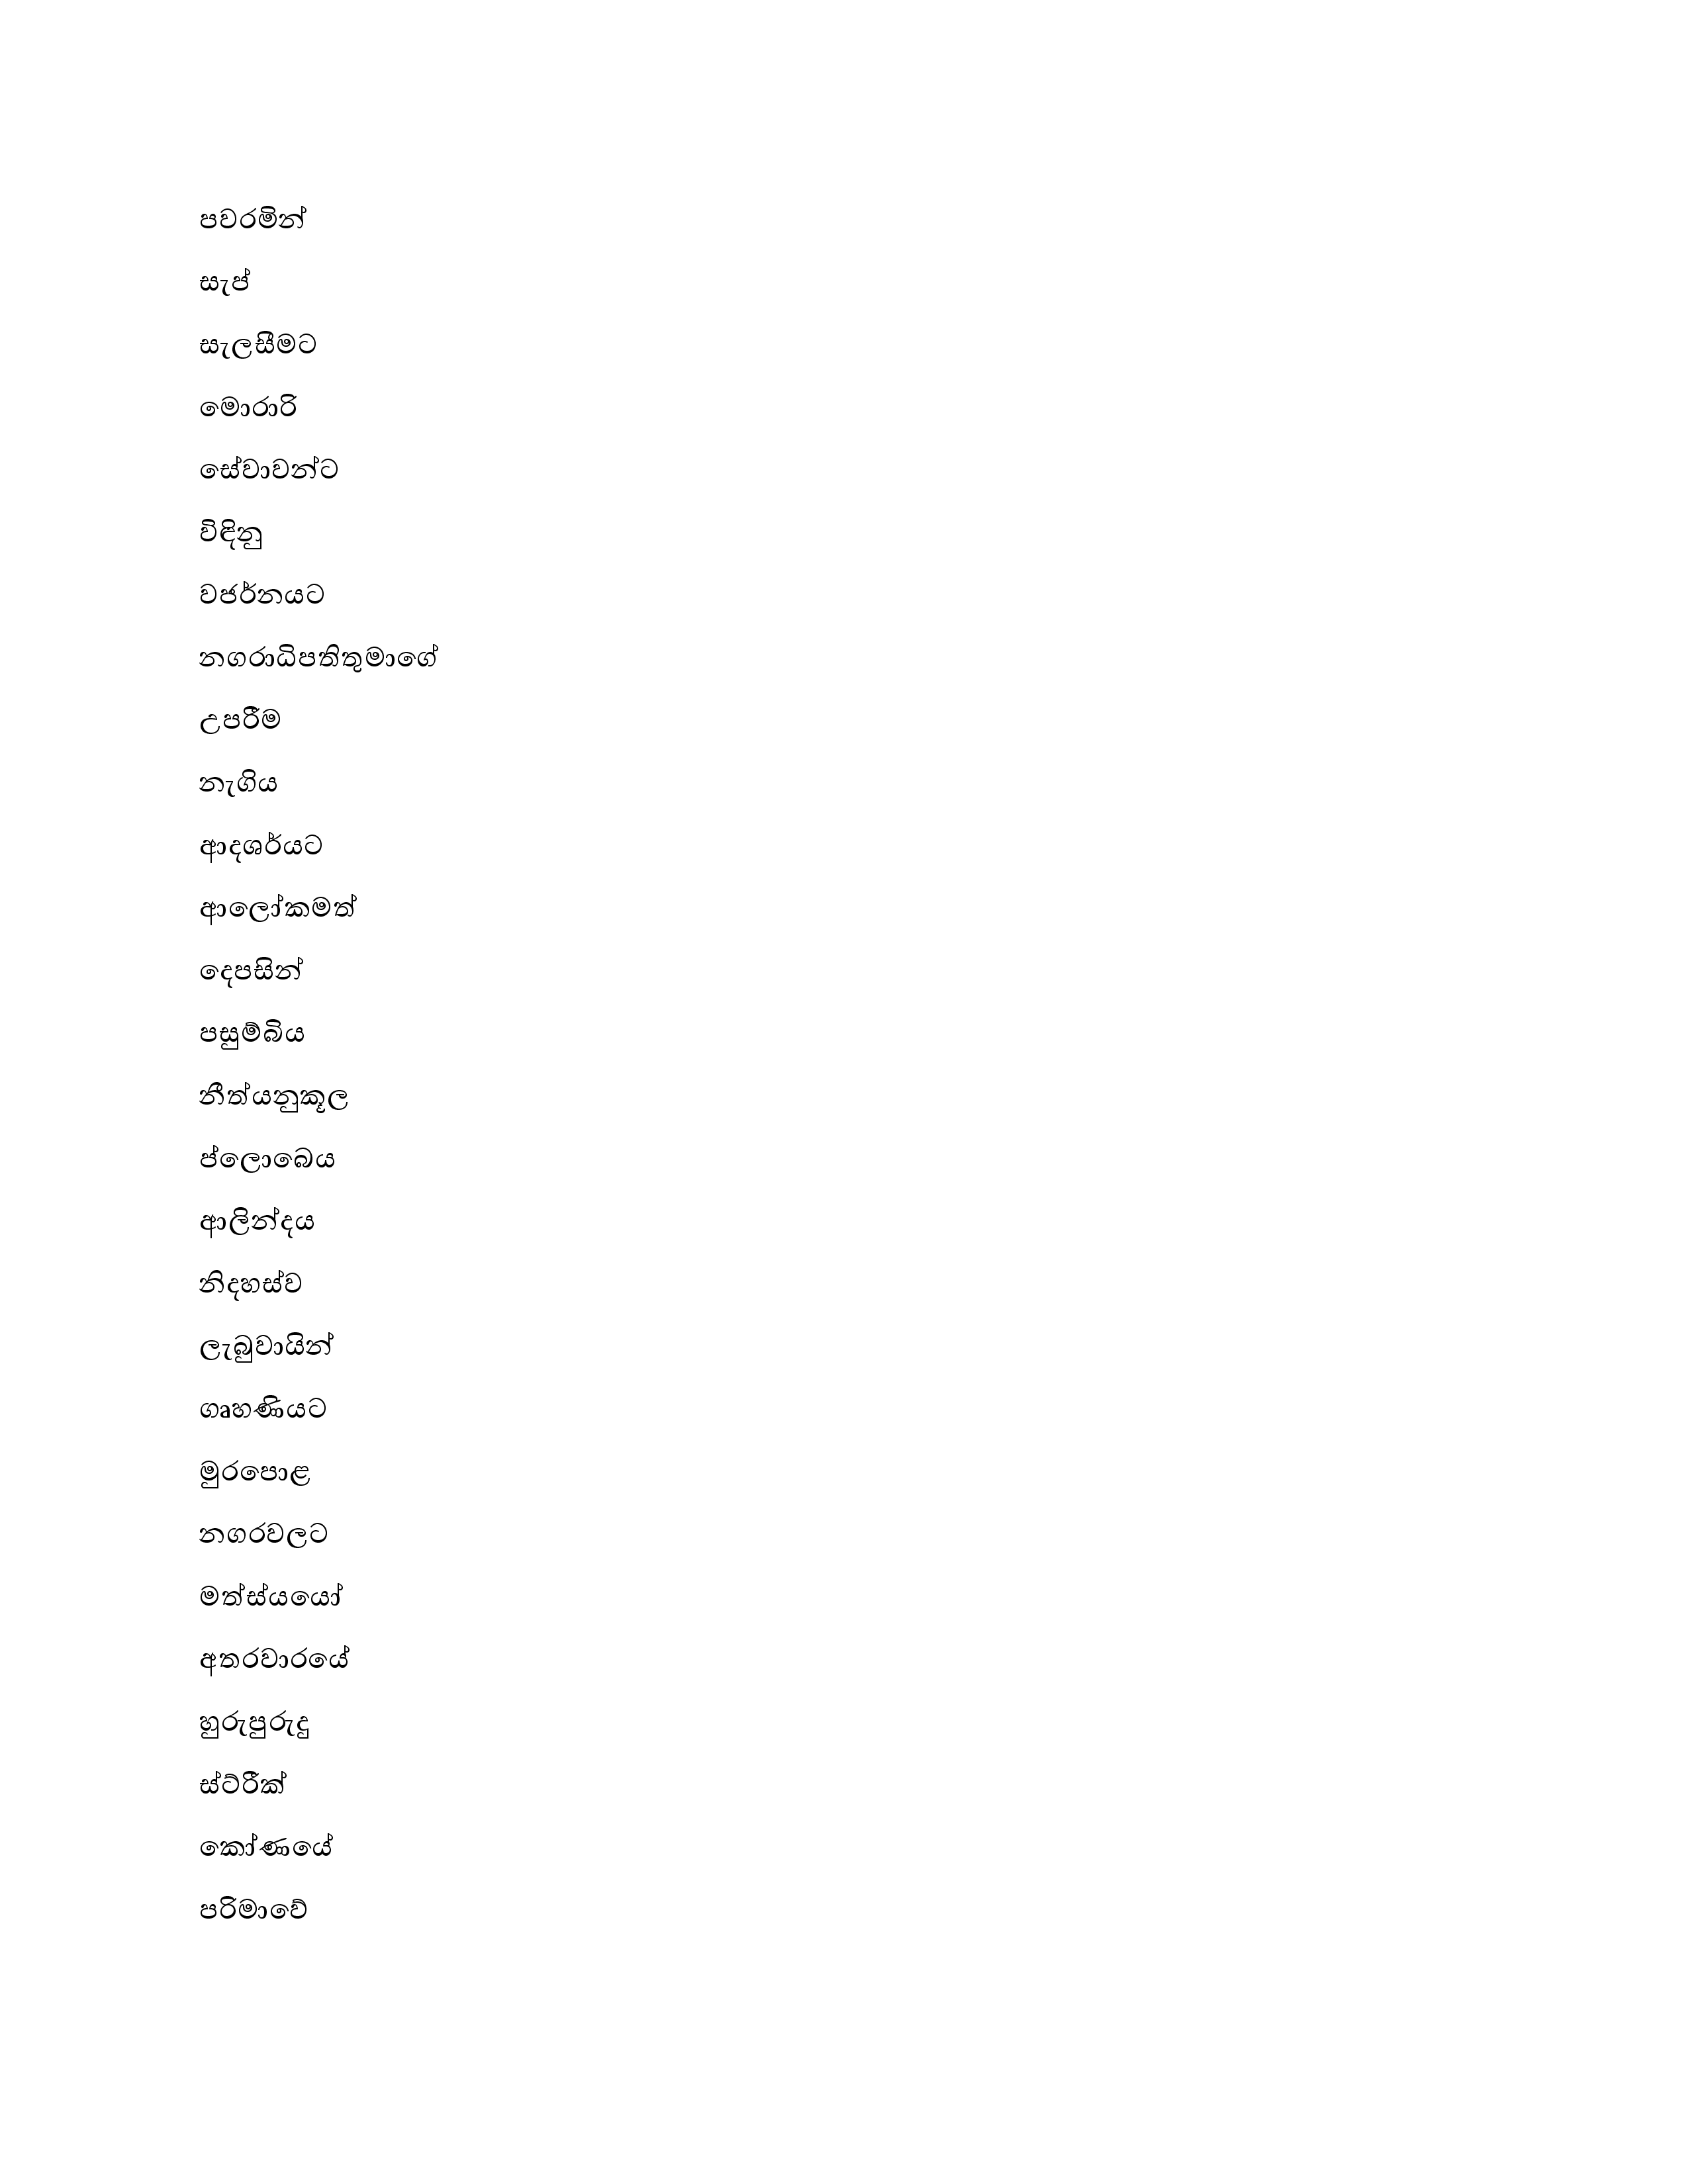 පවරමින්
සැප්
සැලසීමට
මොරාරි
සේවාවන්ට
විඳිනු
වජර්නයට
නගරාධිපතිතුමාගේ
උපරීම
නැගිය
ආදශර්යට
ආලෝකමත්
දෙපසින්
පසුම්බිය
නීත්යනුකූල
ප්ලොබෙය
ආලින්දය
නිදහස්ව
ලැබුවායින්
ගෘහණියට
මුරපොළ
නගරවලට
මත්ස්යයෝ
අතරවාරයේ
හුරුපුරුදු
ස්ට්රීක්
කෝණයේ
පරිමාවේ